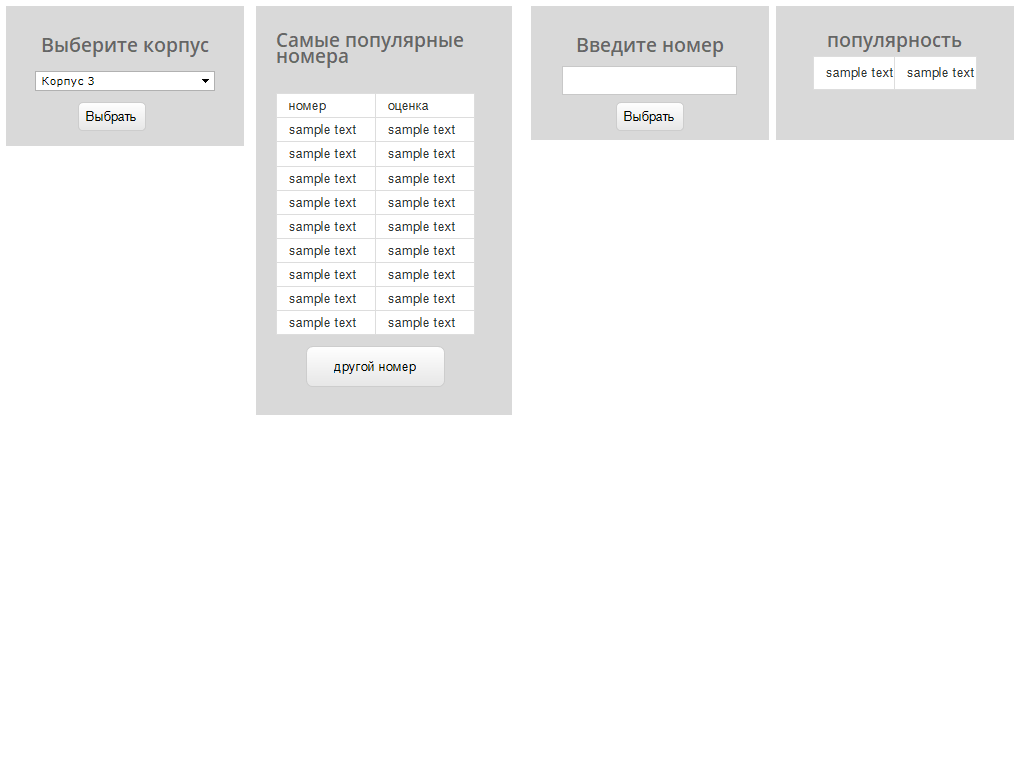 Выберите корпус
Корпус 3
Выбрать
Самые популярные
номера
номер оценка
sample text sample text
sample text sample text
sample text sample text
sample text sample text
sample text sample text
sample text sample text
sample text sample text
sample text sample text
sample text sample text
другой номер
Введите номер
Выбрать
популярность
sample text sample text